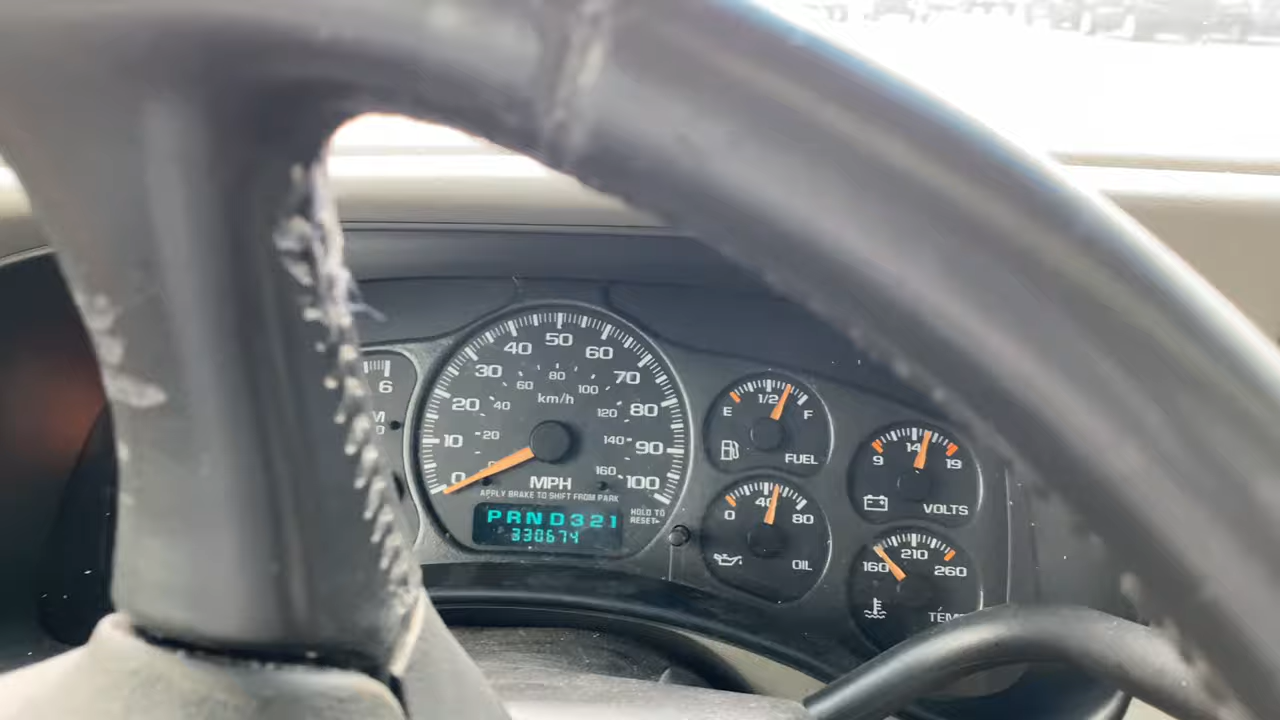 6
0 10 20 30 40 50 60 70 80 90 100
20 40 60 80 100 120 140 160
km/h
MPH
APPLY BRAKE TO SHIFT FROM PARK
HOLD TO
RESET
PRND321
330674
E 1/2 F
FUEL
0 40 80
OIL
9 14 19
VOLTS
160 210 260
TEMP